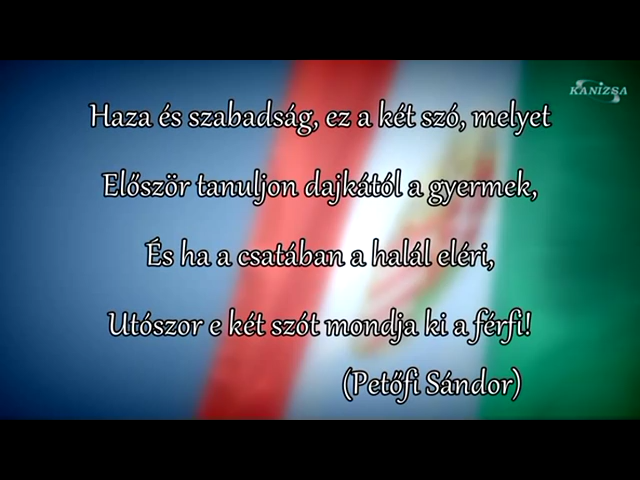 KANIZSA
Haza és szabadság, ez a két szó, melyet
Először tanuljon dajkától a gyermek,
És ha a csatában a halál eléri,
Utószor e két szót mondja ki a férfi!
(Petőfi Sándor)